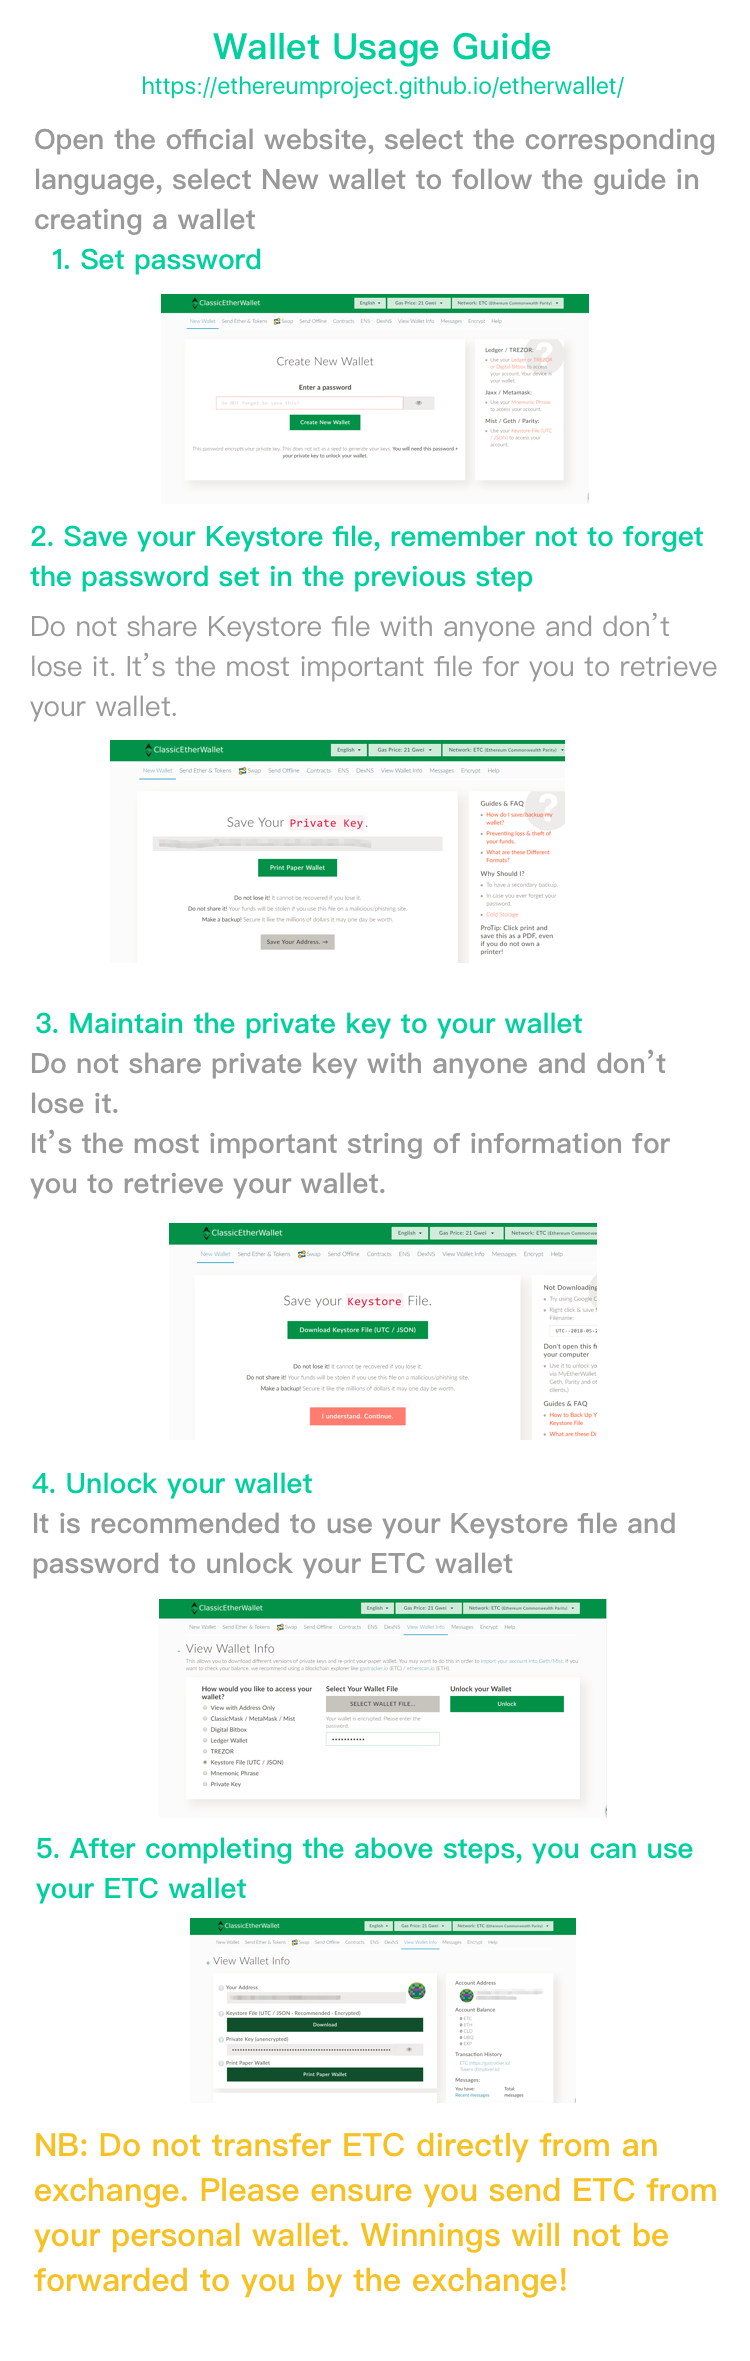 Wallet Usage Guide
https://ethereumproject.github.io/etherwallet/
Open the official website, select the corresponding
language, select New wallet to follow the guide in
creating a wallet
1. Set password
ClassicEtherWallet
English
Gas Price: 21 Gwei
Network: ETC (Ethereum Commonwealth Parity)
New Wallet Send Ether & Tokens Swap Send Offline Contracts ENS DexNS View Wallet Info Messages Encrypt Help
Create New Wallet
Enter a password
Do NOT forget to save this!
Create New Wallet
This password encrypts your private key. This does not act as a seed to generate your keys. You will need this password +
your private key to unlock your wallet.
Ledger / TREZOR:
Use your Ledger or TREZOR
or Digital Bitbox to access
your account. Your device is
your wallet.
Jaxx / Metamask:
Use your Mnemonic Phrase
to access your account.
Mist / Geth / Parity:
Use your Keystore File (UTC
/ JSON) to access your
account.
2. Save your Keystore file, remember not to forget
the password set in the previous step
Do not share Keystore file with anyone and don't
lose it. It's the most important file for you to retrieve
your wallet.
ClassicEtherWallet
English
Gas Price: 21 Gwei
Network: ETC (Ethereum Commonwealth Parity)
New Wallet Send Ether & Tokens Swap Send Offline Contracts ENS DexNS View Wallet Info Messages Encrypt Help
Save Your Private Key.
Print Paper Wallet
Do not lose it! It cannot be recovered if you lose it.
Do not share it! Your funds will be stolen if you use this file on a malicious/phishing site.
Make a backup! Secure it like the millions of dollars it may one day be worth.
Save Your Address. →
Guides & FAQ
How do I save/backup my
wallet?
Preventing loss & theft of
your funds.
What are these Different
Formats?
Why Should I?
To have a secondary backup.
In case you ever forget your
password.
Cold Storage
ProTip: Click print and
save this as a PDF, even
if you do not own a
printer!
3. Maintain the private key to your wallet
Do not share private key with anyone and don't
lose it.
It's the most important string of information for
you to retrieve your wallet.
ClassicEtherWallet
English
Gas Price: 21 Gwei
Network: ETC (Ethereum Commonwea
New Wallet Send Ether & Tokens Swap Send Offline Contracts ENS DexNS View Wallet Info Messages Encrypt Help
Save your Keystore File.
Download Keystore File (UTC / JSON)
Do not lose it! It cannot be recovered if you lose it.
Do not share it! Your funds will be stolen if you use this file on a malicious/phishing site.
Make a backup! Secure it like the millions of dollars it may one day be worth.
I understand. Continue.
Not Downloading
Try using Google C
Right click & save f
Filename:
UTC--2018-05-2
Don't open this fi
your computer
Use it to unlock yo
via MyEtherWallet
Geth, Parity and ot
clients.)
Guides & FAQ
How to Back Up Y
Keystore File
What are these Di
4. Unlock your wallet
It is recommended to use your Keystore file and
password to unlock your ETC wallet
ClassicEtherWallet
English
Gas Price: 21 Gwei
Network: ETC (Ethereum Commonwealth Parity)
New Wallet Send Ether & Tokens Swap Send Offline Contracts ENS DexNS View Wallet Info Messages Encrypt Help
View Wallet Info
This allows you to download different versions of private keys and re-print your paper wallet. You may want to do this in order to import your account into Geth/Mist. If you
want to check your balance, we recommend using a blockchain explorer like gastracker.io (ETC) / etherscan.io (ETH).
How would you like to access your
wallet?
View with Address Only
ClassicMask / MetaMask / Mist
Digital Bitbox
Ledger Wallet
TREZOR
Keystore File (UTC / JSON)
Mnemonic Phrase
Private Key
Select Your Wallet File
SELECT WALLET FILE...
Your wallet is encrypted. Please enter the
password.
Unlock your Wallet
Unlock
5. After completing the above steps, you can use
your ETC wallet
ClassicEtherWallet
English
Gas Price: 21 Gwei
Network: ETC (Ethereum Commonwealth Parity)
New Wallet Send Ether & Tokens Swap Send Offline Contracts ENS DexNS View Wallet Info Messages Encrypt Help
View Wallet Info
Your Address
Keystore File (UTC / JSON · Recommended · Encrypted)
Download
Private Key (unencrypted)
Print Paper Wallet
Print Paper Wallet
Account Address
Account Balance
0 ETC
0 ETH
0 CLO
0 UBQ
0 EXP
Transaction History
ETC (https://gastracker.io)
Tokens (Ethplorer.io)
Messages:
You have:
Total
Recent messages
messages
NB: Do not transfer ETC directly from an
exchange. Please ensure you send ETC from
your personal wallet. Winnings will not be
forwarded to you by the exchange!